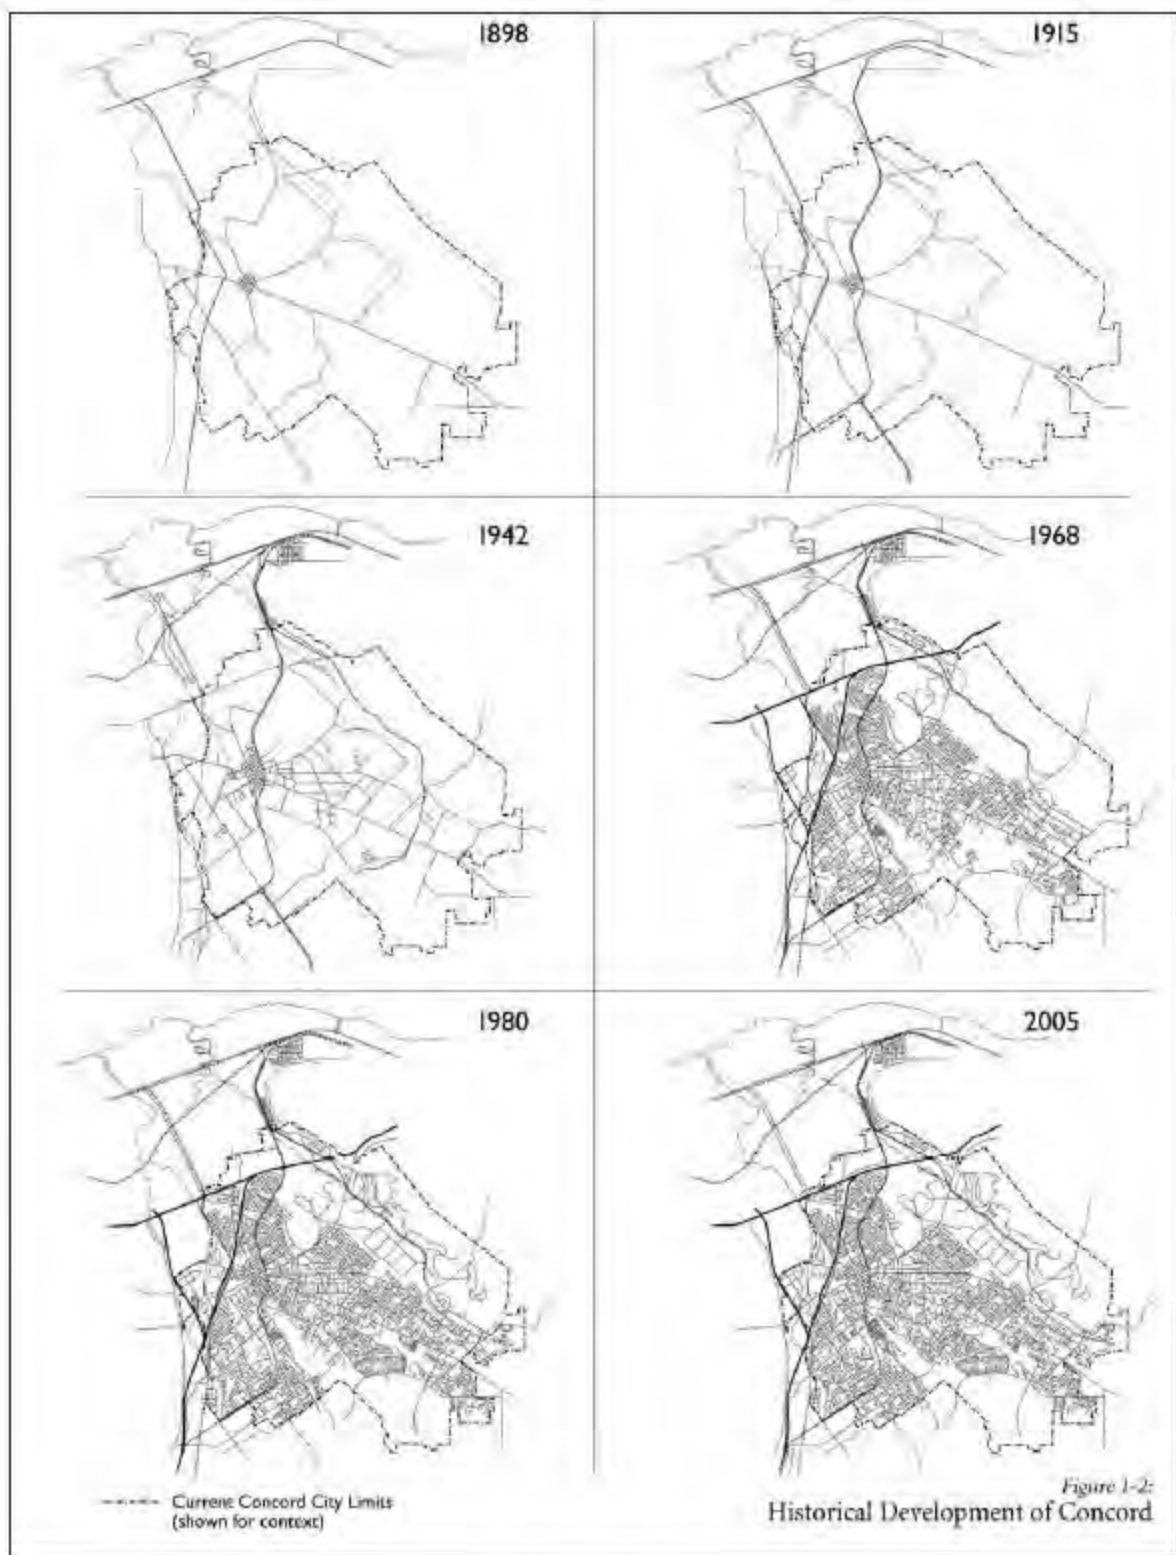 1898
1915
1942
1968
1980
2005
Current Concord City Limits
(shown for context)
Figure 1-2:
Historical Development of Concord